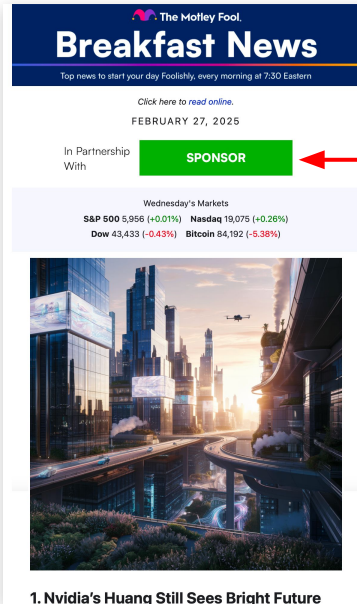 The Motley Fool.
Breakfast News
Top news to start your day Foolishly, every morning at 7:30 Eastern
Click here to read online.
FEBRUARY 27, 2025
In Partnership
With
SPONSOR
Wednesday's Markets
S&P 500 5,956 (+0.01%) Nasdaq 19,075 (+0.26%)
Dow 43,433 (-0.43%) Bitcoin 84,192 (-5.38%)
1. Nvidia's Huang Still Sees Bright Future